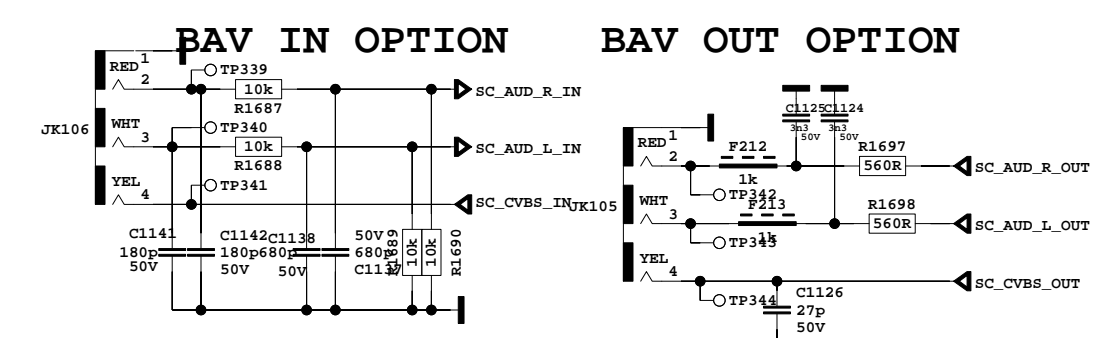 BAV IN OPTION
RED 1
2
TP339
10k
R1687
SC_AUD_R_IN
JK106
WHT
3
TP340
10k
R1688
SC_AUD_L_IN
YEL
4
TP341
SC_CVBS_IN
C1141
180p
50V
C1142
180p
50V
C1138
680p
50V
50V
680p
C1137
R1689
10k
10k
R1690
BAV OUT OPTION
C1125
3n3
50V
C1124
3n3
50V
RED 1
2
F212
1k
TP342
R1697
560R
SC_AUD_R_OUT
JK105
WHT
3
F213
1k
TP343
R1698
560R
SC_AUD_L_OUT
YEL
4
TP344
C1126
27p
50V
SC_CVBS_OUT